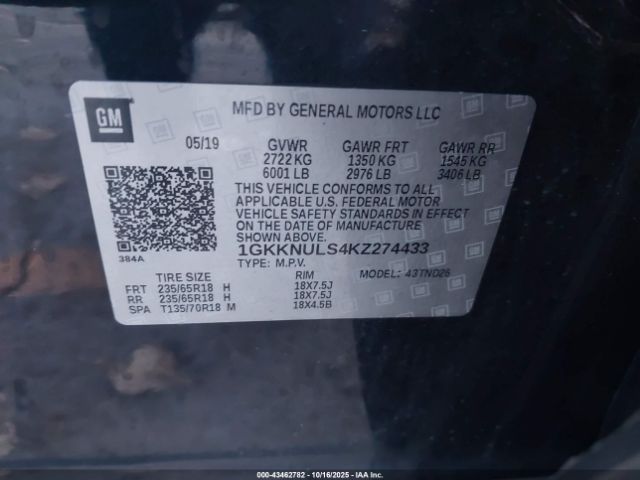 GM
MFD BY GENERAL MOTORS LLC
05/19 GVWR GAWR FRT GAWR RR
2722 KG 1350 KG 1545 KG
6001 LB 2976 LB 3406 LB
THIS VEHICLE CONFORMS TO ALL
APPLICABLE U.S. FEDERAL MOTOR
VEHICLE SAFETY STANDARDS IN EFFECT
ON THE DATE OF MANUFACTURE
SHOWN ABOVE.
1GKKNULS4KZ274433
384A TYPE: M.P.V. MODEL: 43TND26
TIRE SIZE RIM
FRT 235/65R18 H 18X7.5J
RR 235/65R18 H 18X7.5J
SPA T135/70R18 M 18X4.5B
000-43462782 - 10/16/2025 - IAA Inc.